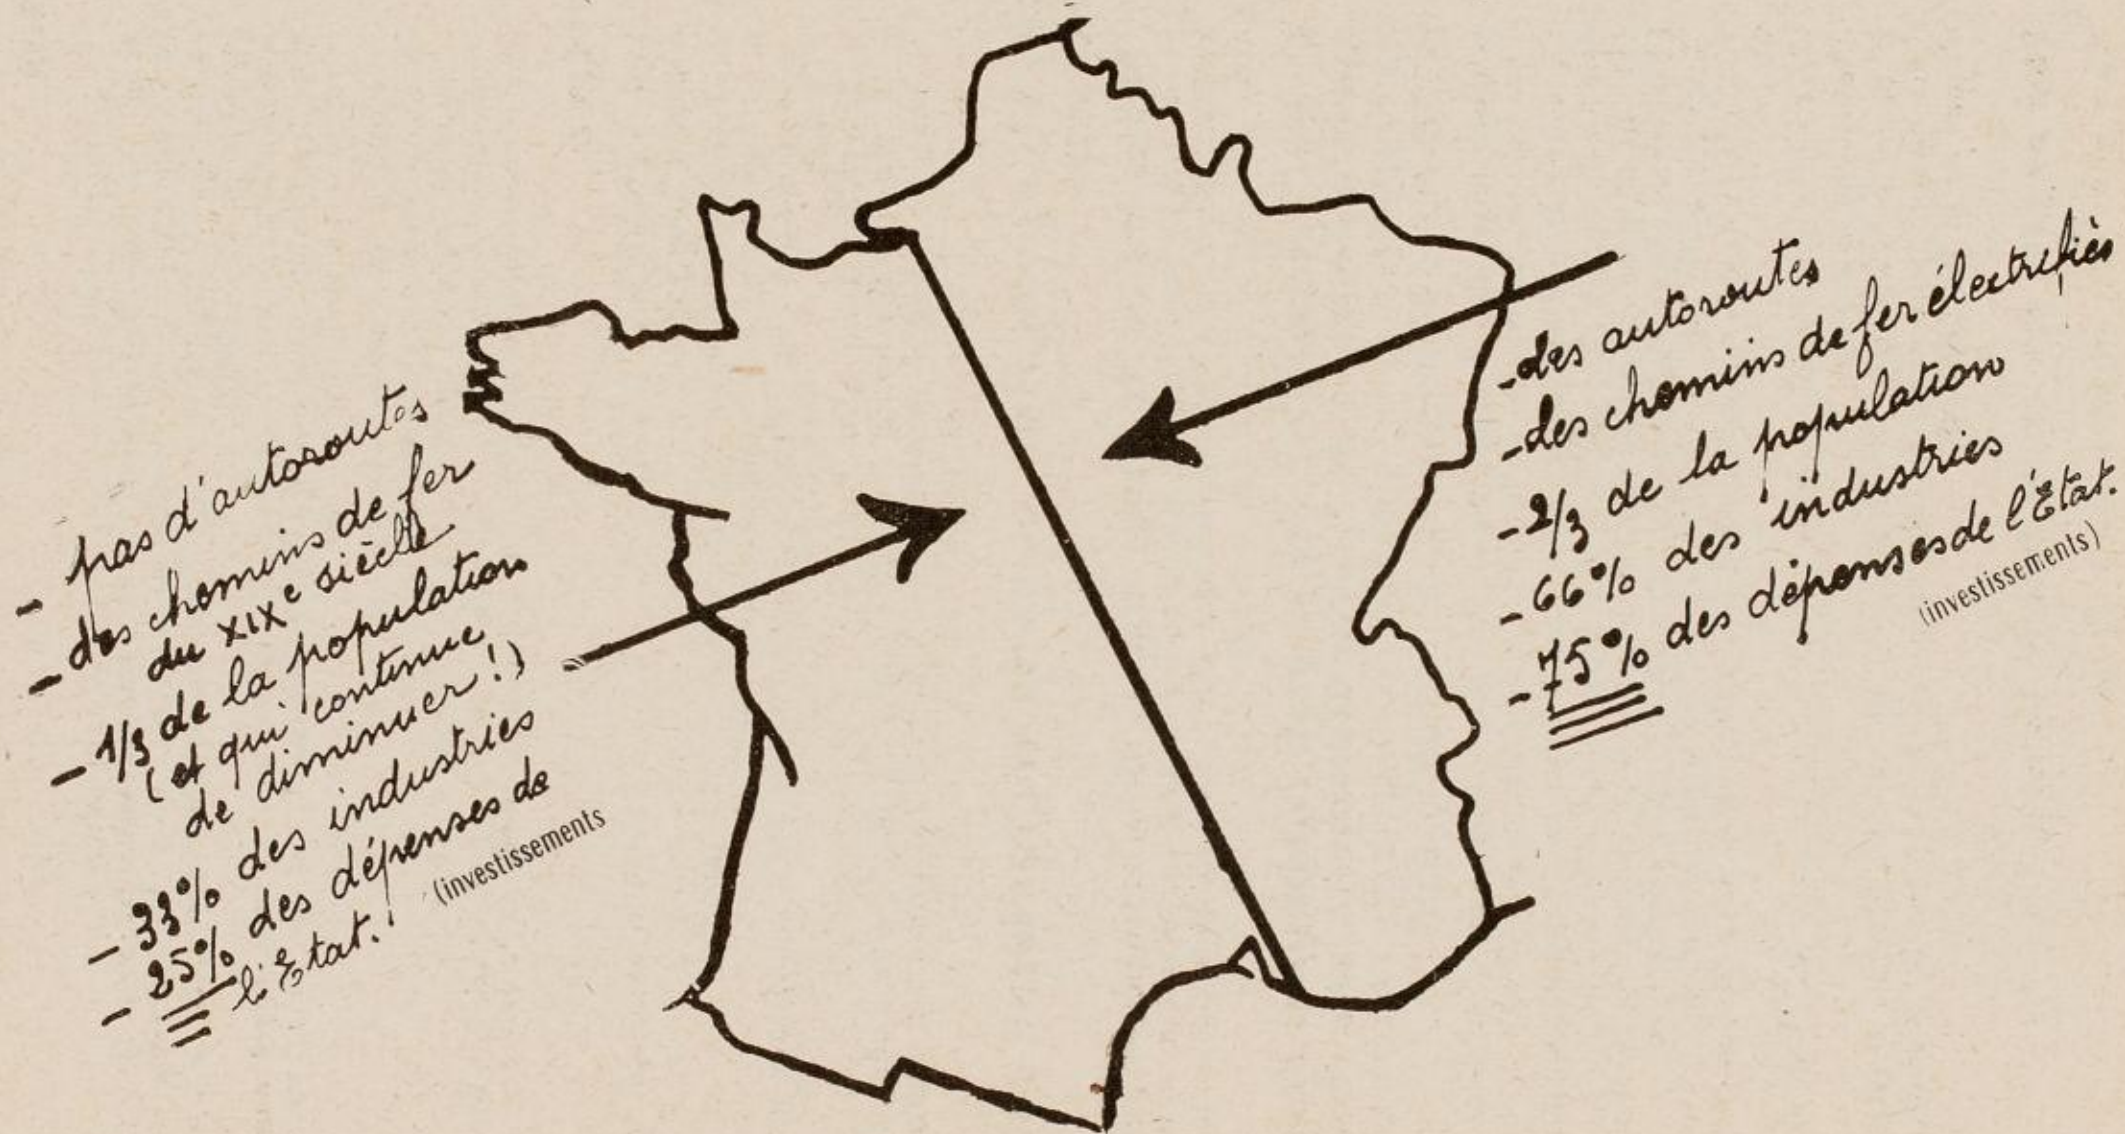 - pas d'autoroutes
- des chemins de fer
du XIXe siècle
- 1/3 de la population
(et qui continue
de diminuer!)
- 33% des industries
- 25% des dépenses de
l'Etat.
(investissements
- des autoroutes
- des chemins de fer électrifiés
- 2/3 de la population
- 66% des industries
- 75% des dépenses de l'Etat.
(investissements)